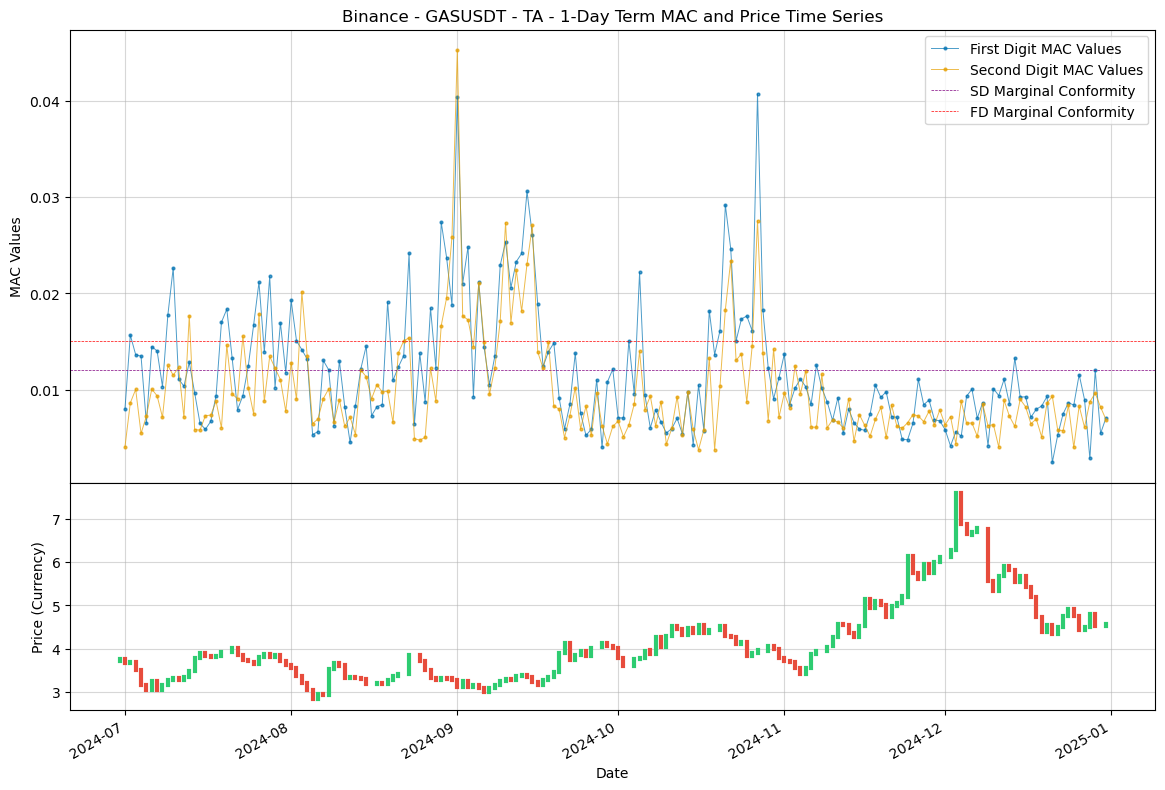 Binance - GASUSDT - TA - 1-Day Term MAC and Price Time Series
First Digit MAC Values
Second Digit MAC Values
SD Marginal Conformity
FD Marginal Conformity
MAC Values
0.04
0.03
0.02
0.01
Price (Currency)
7
6
5
4
3
2024-07
2024-08
2024-09
2024-10
2024-11
2024-12
2025-01
Date